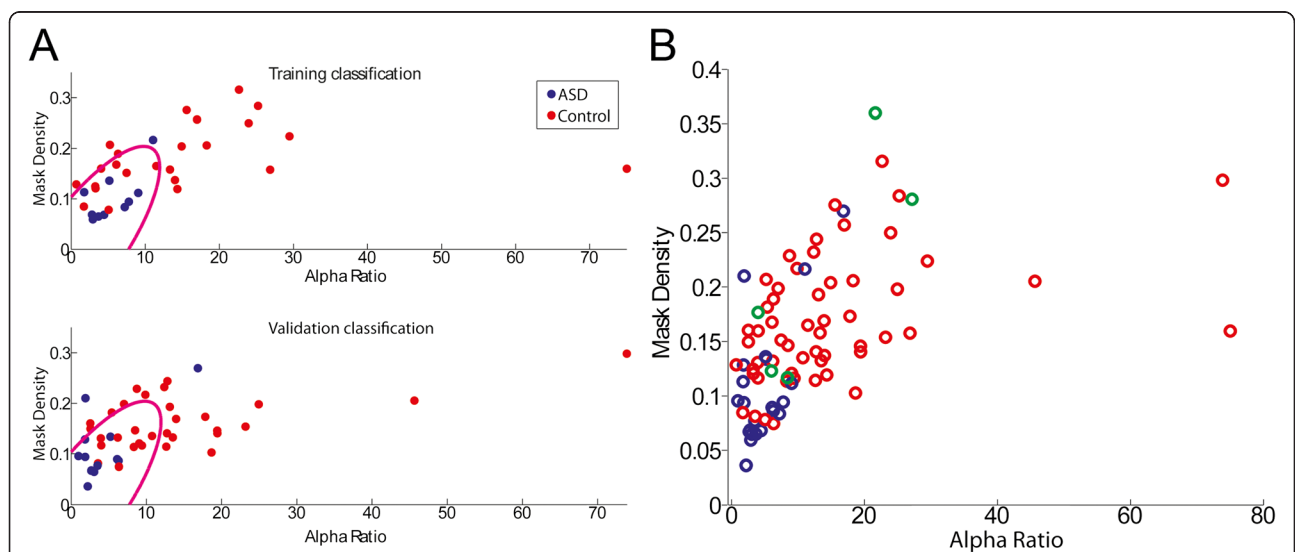 A
Training classification
ASD
Control
Mask Density
0.3
0.2
0.1
0
0 10 20 30 40 50 60 70
Alpha Ratio
Validation classification
Mask Density
0.3
0.2
0.1
0
0 10 20 30 40 50 60 70
Alpha Ratio
B
Mask Density
0.4
0.35
0.3
0.25
0.2
0.15
0.1
0.05
0
0 20 40 60 80
Alpha Ratio